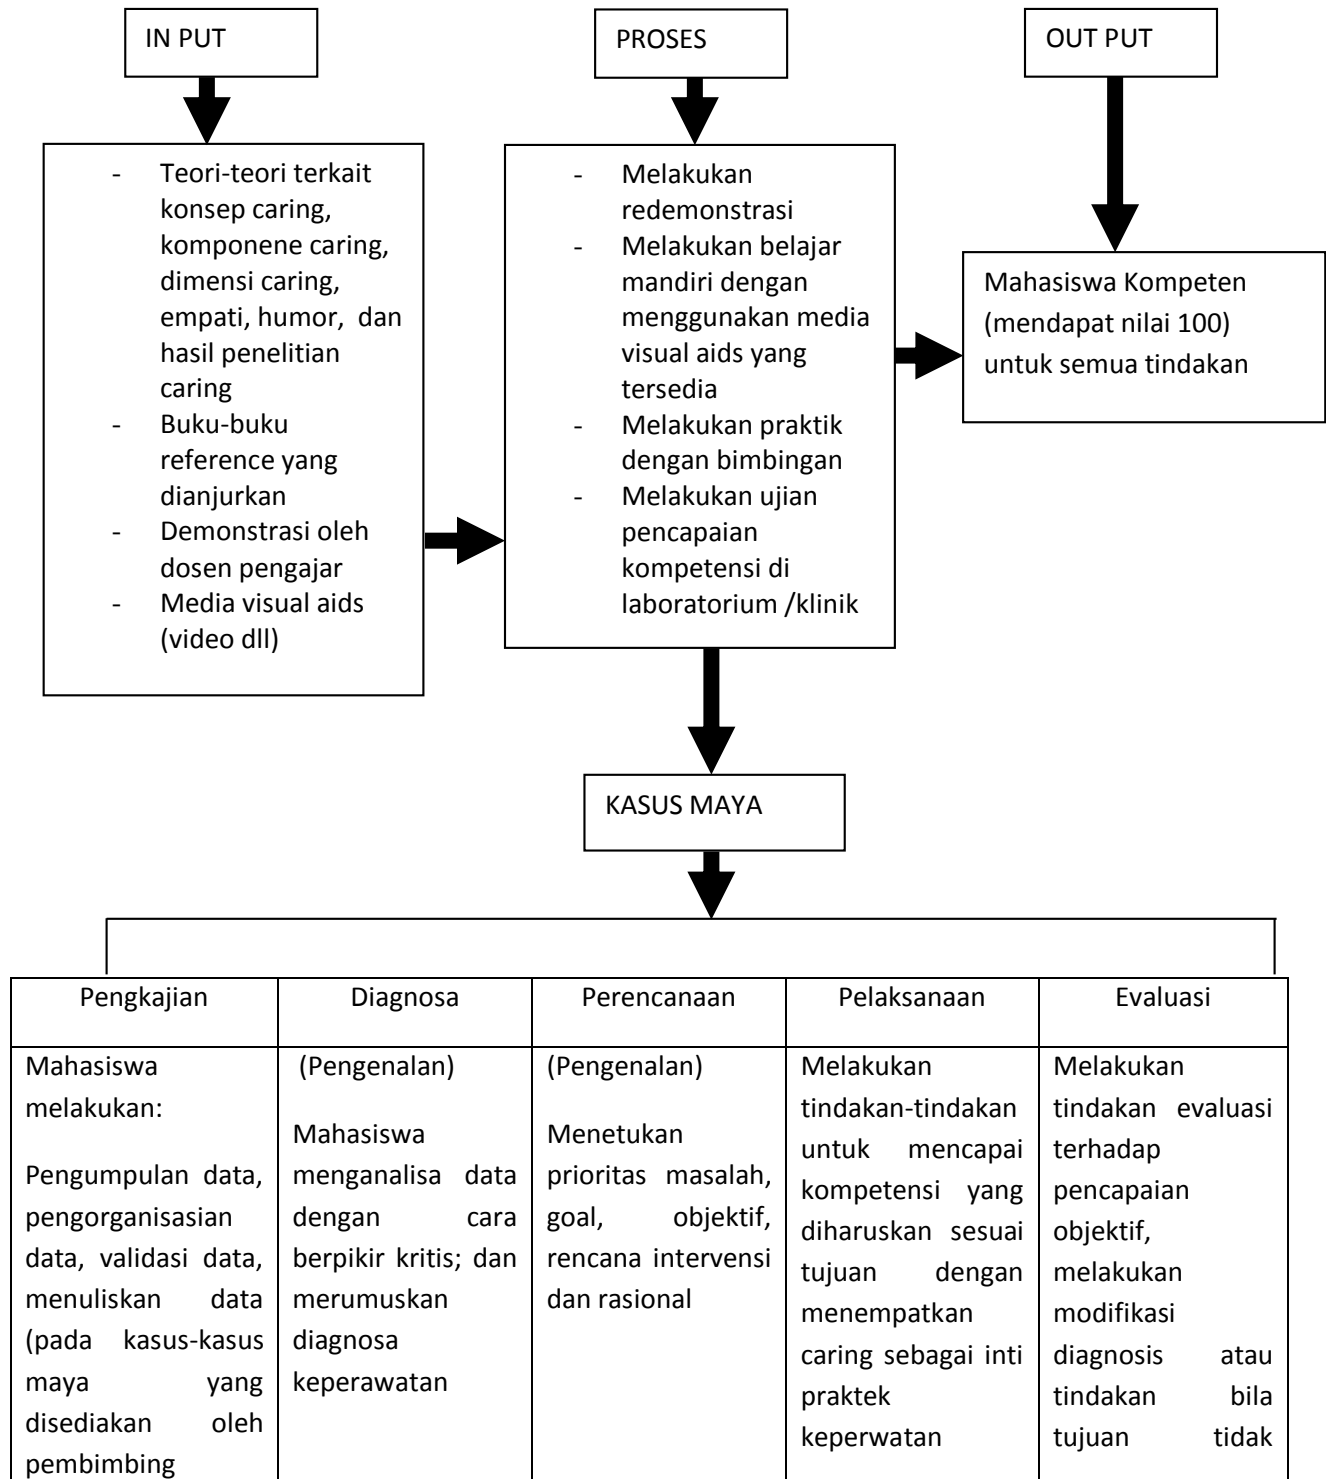 IN PUT
PROSES
OUT PUT
- Teori-teori terkait
konsep caring,
komponene caring,
dimensi caring,
empati, humor, dan
hasil penelitian
caring
- Buku-buku
reference yang
dianjurkan
- Demonstrasi oleh
dosen pengajar
- Media visual aids
(video dll)
- Melakukan
redemonstrasi
- Melakukan belajar
mandiri dengan
menggunakan media
visual aids yang
tersedia
- Melakukan praktik
dengan bimbingan
- Melakukan ujian
pencapaian
kompetensi di
laboratorium /klinik
Mahasiswa Kompeten
(mendapat nilai 100)
untuk semua tindakan
KASUS MAYA
Pengkajian
Diagnosa
Perencanaan
Pelaksanaan
Evaluasi
Mahasiswa
melakukan:
Pengumpulan data,
pengorganisasian
data, validasi data,
menuliskan data
(pada kasus-kasus
maya yang
disediakan oleh
pembimbing
(Pengenalan)
Mahasiswa
menganalisa data
dengan cara
berpikir kritis; dan
merumuskan
diagnosa
keperawatan
(Pengenalan)
Menetukan
prioritas masalah,
goal, objektif,
rencana intervensi
dan rasional
Melakukan
tindakan-tindakan
untuk mencapai
kompetensi yang
diharuskan sesuai
tujuan dengan
menempatkan
caring sebagai inti
praktek
keperwatan
Melakukan
tindakan evaluasi
terhadap
pencapaian
objektif,
melakukan
modifikasi
diagnosis atau
tindakan bila
tujuan tidak